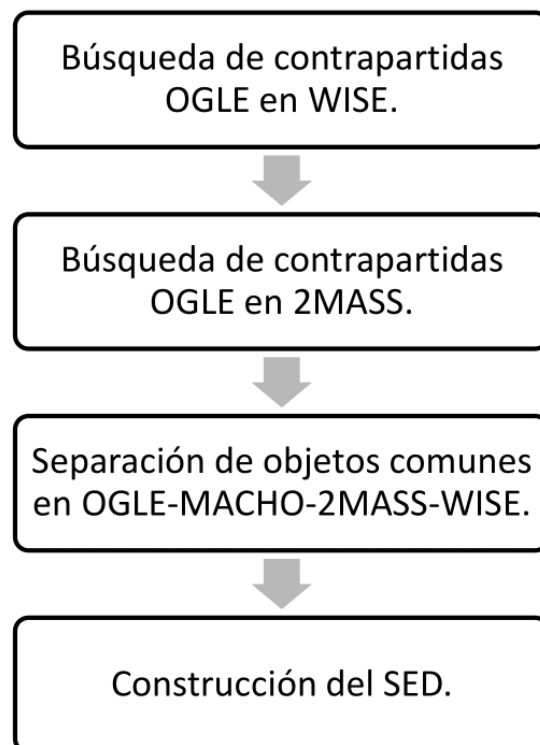 Búsqueda de contrapartidas
OGLE en WISE.
Búsqueda de contrapartidas
OGLE en 2MASS.
Separación de objetos comunes
en OGLE-MACHO-2MASS-WISE.
Construcción del SED.